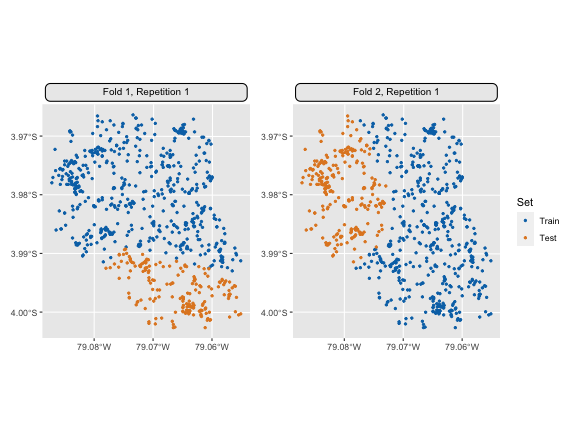 Fold 1, Repetition 1
Fold 2, Repetition 1
3.97°S
3.98°S
3.99°S
4.00°S
79.08°W
79.07°W
79.06°W
3.97°S
3.98°S
3.99°S
4.00°S
79.08°W
79.07°W
79.06°W
Set
Train
Test